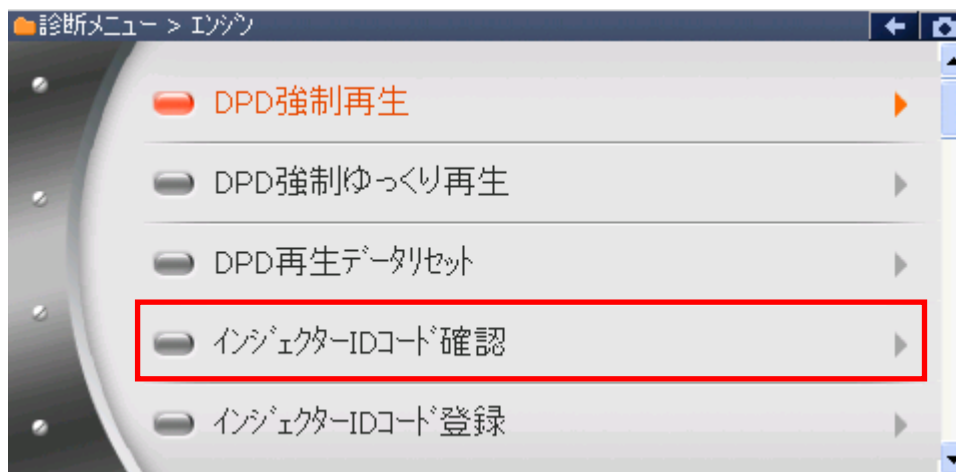 診断メニュー > エンジン
DPD強制再生
DPD強制ゆっくり再生
DPD再生データリセット
インジェクターIDコード確認
インジェクターIDコード登録